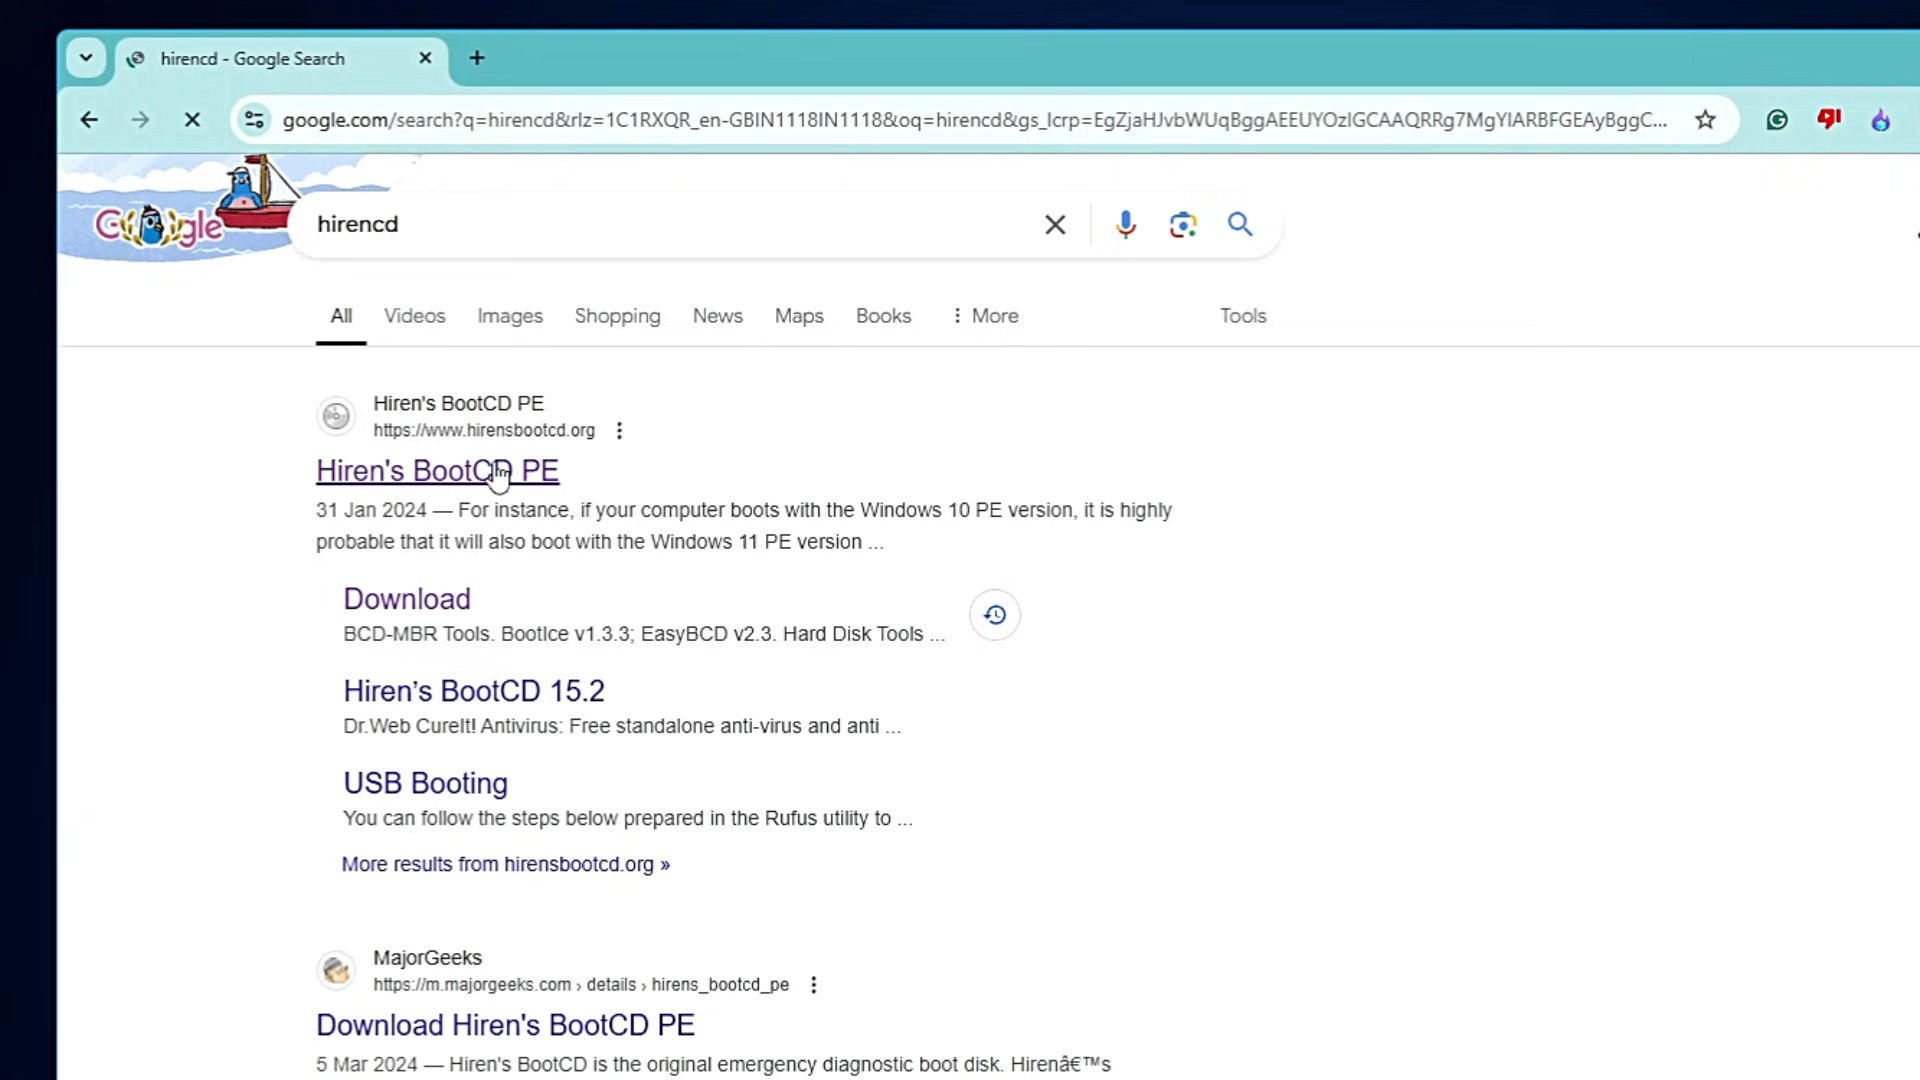 hirencd - Google Search
google.com/search?q=hirencd&rlz=1C1RXQR_en-GBIN1118IN1118&oq=hirencd&gs_lcrp=EgZjaHJvbWUqBggAEEUYOzIGCAAQRRg7MgYIARBFGEAyBggC...
Google
hirencd
All Videos Images Shopping News Maps Books More Tools
Hiren's BootCD PE
https://www.hirensbootcd.org
Hiren's BootCD PE
31 Jan 2024 — For instance, if your computer boots with the Windows 10 PE version, it is highly
probable that it will also boot with the Windows 11 PE version ...
Download
BCD-MBR Tools. BootIce v1.3.3; EasyBCD v2.3. Hard Disk Tools ...
Hiren’s BootCD 15.2
Dr.Web CureIt! Antivirus: Free standalone anti-virus and anti ...
USB Booting
You can follow the steps below prepared in the Rufus utility to ...
More results from hirensbootcd.org »
MajorGeeks
https://m.majorgeeks.com › details › hirens_bootcd_pe
Download Hiren's BootCD PE
5 Mar 2024 — Hiren's BootCD is the original emergency diagnostic boot disk. Hirenâ€™s